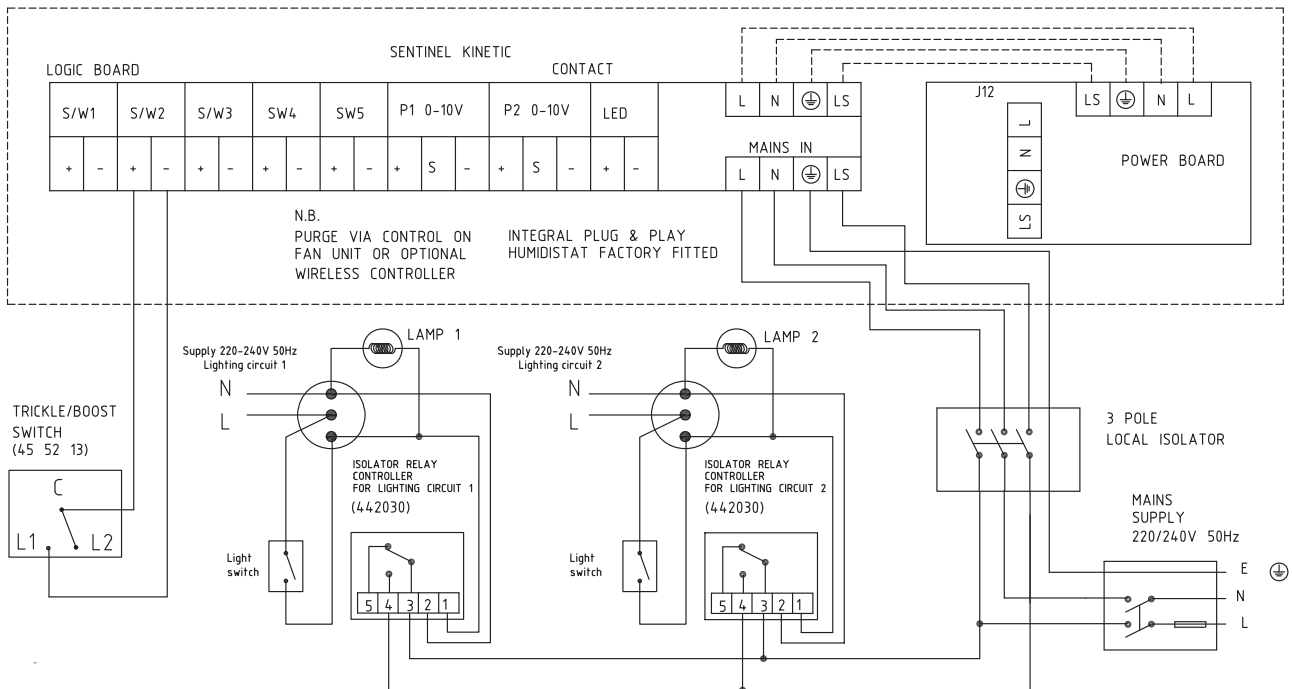 SENTINEL KINETIC
LOGIC BOARD
CONTACT
S/W1 S/W2 S/W3 SW4 SW5 P1 0-10V P2 0-10V LED
+ - + - + - + - + - + S - + S - + -
L N LS
MAINS IN
L N LS
J12
L
N
LS
LS N L
POWER BOARD
N.B.
PURGE VIA CONTROL ON
FAN UNIT OR OPTIONAL
WIRELESS CONTROLLER
INTEGRAL PLUG & PLAY
HUMIDISTAT FACTORY FITTED
LAMP 1
Supply 220-240V 50Hz
Lighting circuit 1
N
L
LAMP 2
Supply 220-240V 50Hz
Lighting circuit 2
N
L
TRICKLE/BOOST
SWITCH
(45 52 13)
C
L1 L2
ISOLATOR RELAY
CONTROLLER
FOR LIGHTING CIRCUIT 1
(442030)
Light
switch
5 4 3 2 1
ISOLATOR RELAY
CONTROLLER
FOR LIGHTING CIRCUIT 2
(442030)
Light
switch
5 4 3 2 1
3 POLE
LOCAL ISOLATOR
MAINS
SUPPLY
220/240V 50Hz
E
N
L